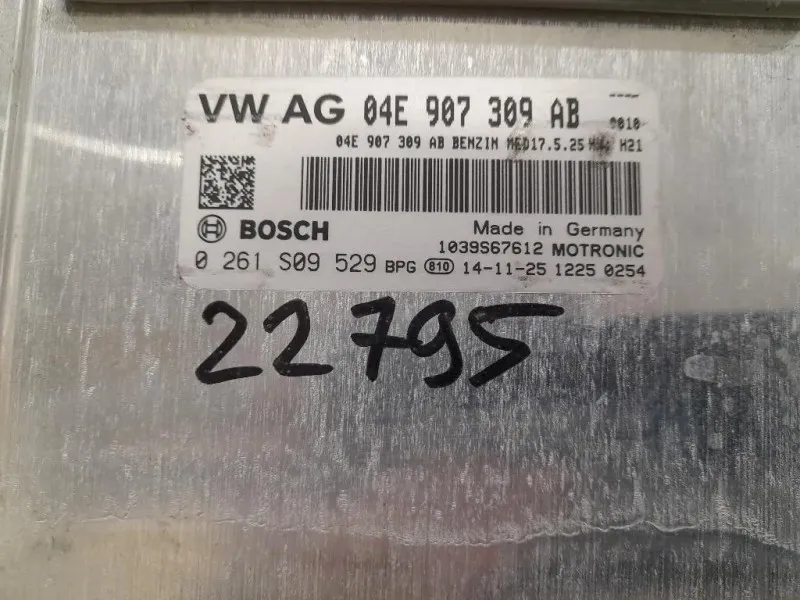 VW AG 04E 907 309 AB ----
0010
04E 907 309 AB BENZIN MED17.5.25 H21
BOSCH Made in Germany
1039S67612 MOTRONIC
0 261 S09 529 BPG 810 14-11-25 1225 0254
22795